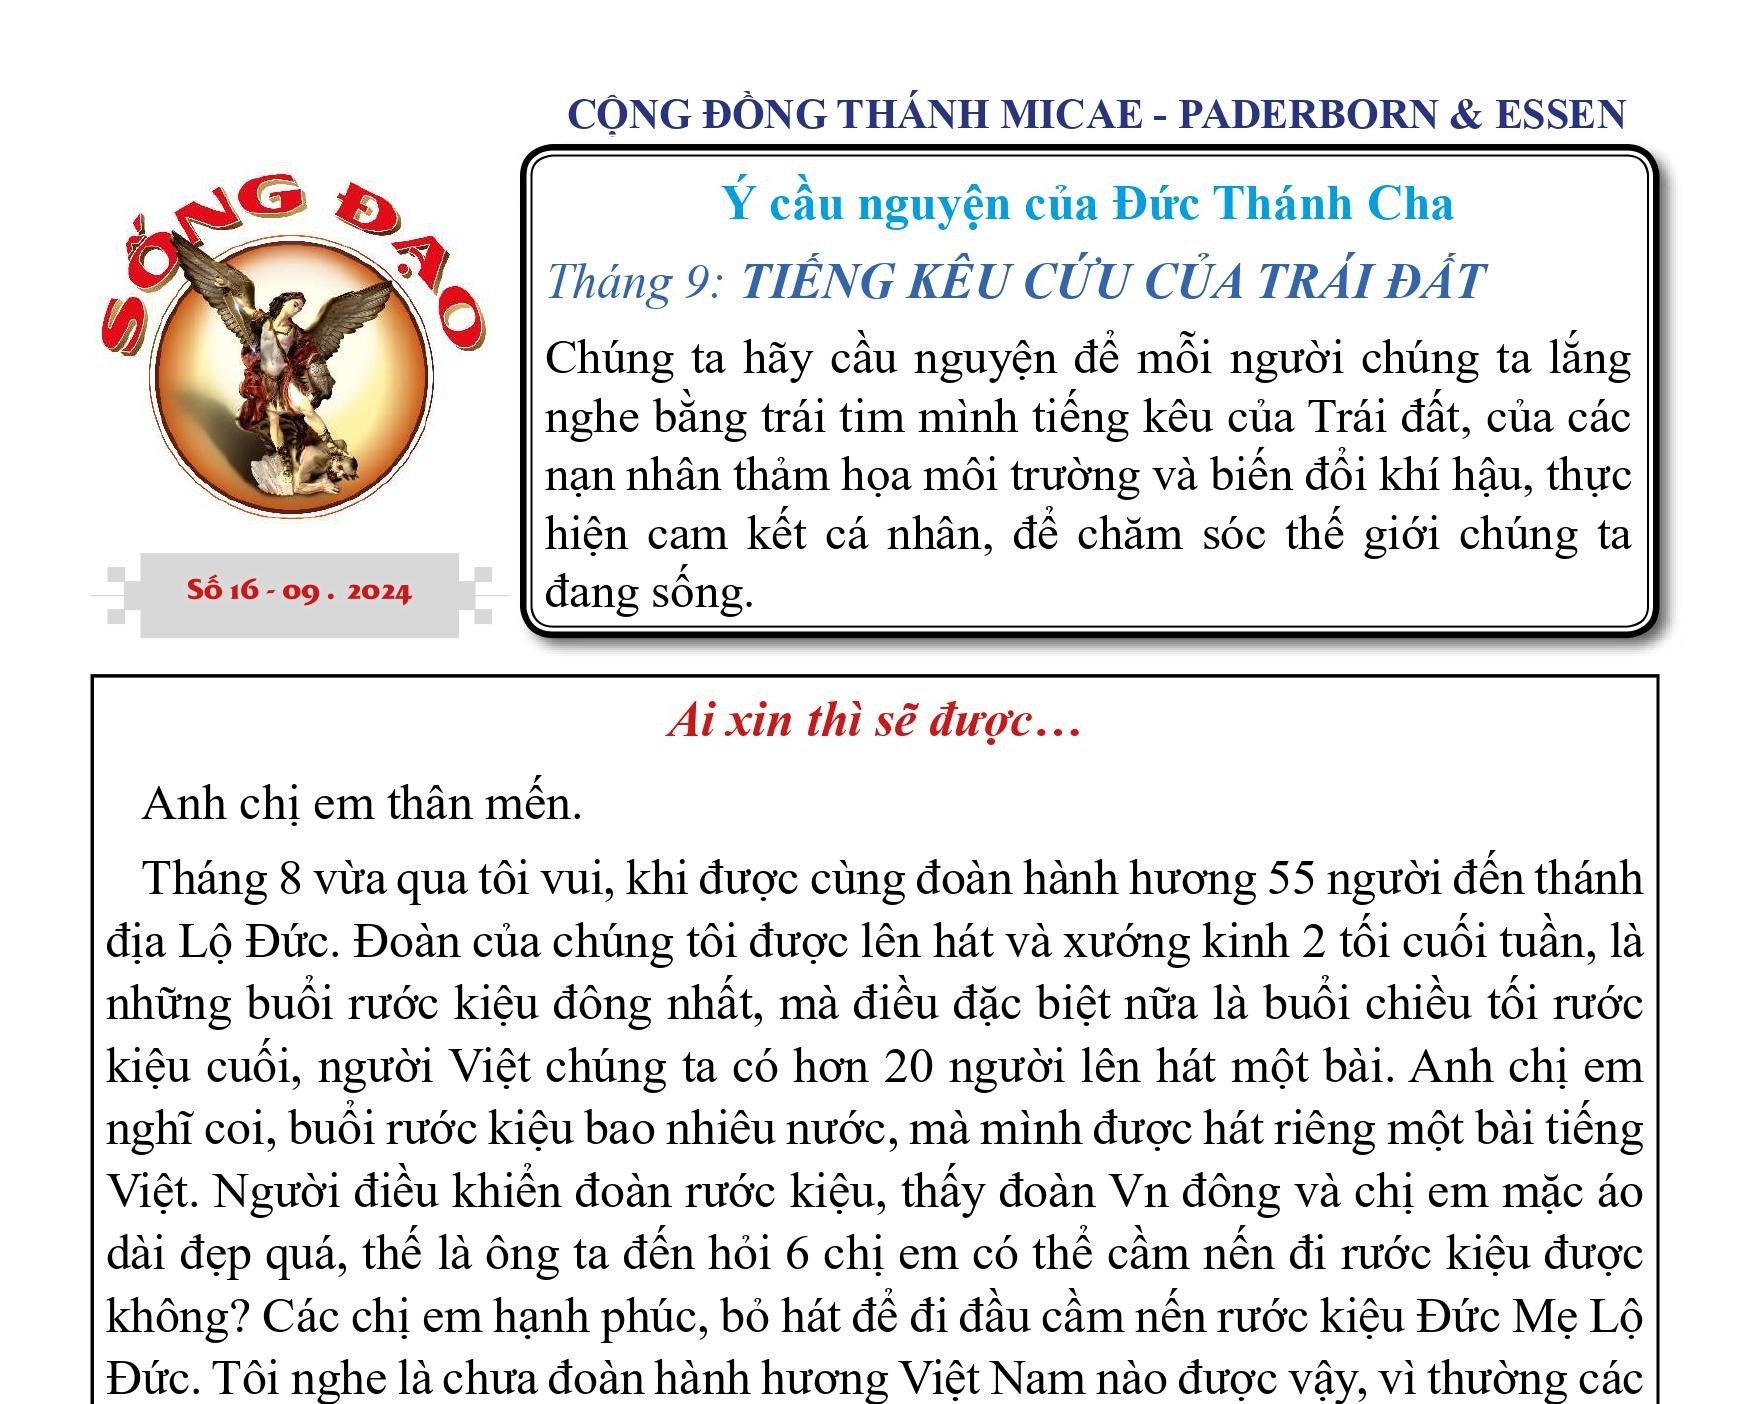 CỘNG ĐỒNG THÁNH MICAE - PADERBORN & ESSEN
SỐNG ĐẠO
Số 16 - 09 . 2024
Ý cầu nguyện của Đức Thánh Cha
Tháng 9: TIẾNG KÊU CỨU CỦA TRÁI ĐẤT
Chúng ta hãy cầu nguyện để mỗi người chúng ta lắng
nghe bằng trái tim mình tiếng kêu của Trái đất, của các
nạn nhân thảm họa môi trường và biến đổi khí hậu, thực
hiện cam kết cá nhân, để chăm sóc thế giới chúng ta
đang sống.
Ai xin thì sẽ được…
Anh chị em thân mến.
Tháng 8 vừa qua tôi vui, khi được cùng đoàn hành hương 55 người đến thánh
địa Lộ Đức. Đoàn của chúng tôi được lên hát và xướng kinh 2 tối cuối tuần, là
những buổi rước kiệu đông nhất, mà điều đặc biệt nữa là buổi chiều tối rước
kiệu cuối, người Việt chúng ta có hơn 20 người lên hát một bài. Anh chị em
nghĩ coi, buổi rước kiệu bao nhiêu nước, mà mình được hát riêng một bài tiếng
Việt. Người điều khiển đoàn rước kiệu, thấy đoàn Vn đông và chị em mặc áo
dài đẹp quá, thế là ông ta đến hỏi 6 chị em có thể cầm nến đi rước kiệu được
không? Các chị em hạnh phúc, bỏ hát để đi đầu cầm nến rước kiệu Đức Mẹ Lộ
Đức. Tôi nghe là chưa đoàn hành hương Việt Nam nào được vậy, vì thường các